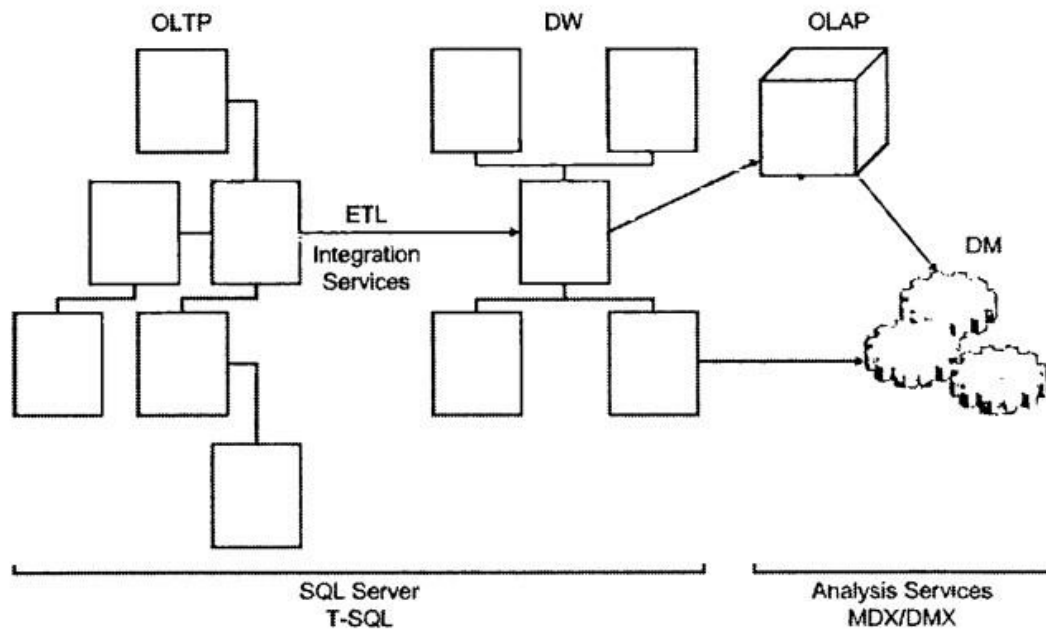 OLTP
DW
OLAP
ETL
Integration
Services
DM
SQL Server
T-SQL
Analysis Services
MDX/DMX